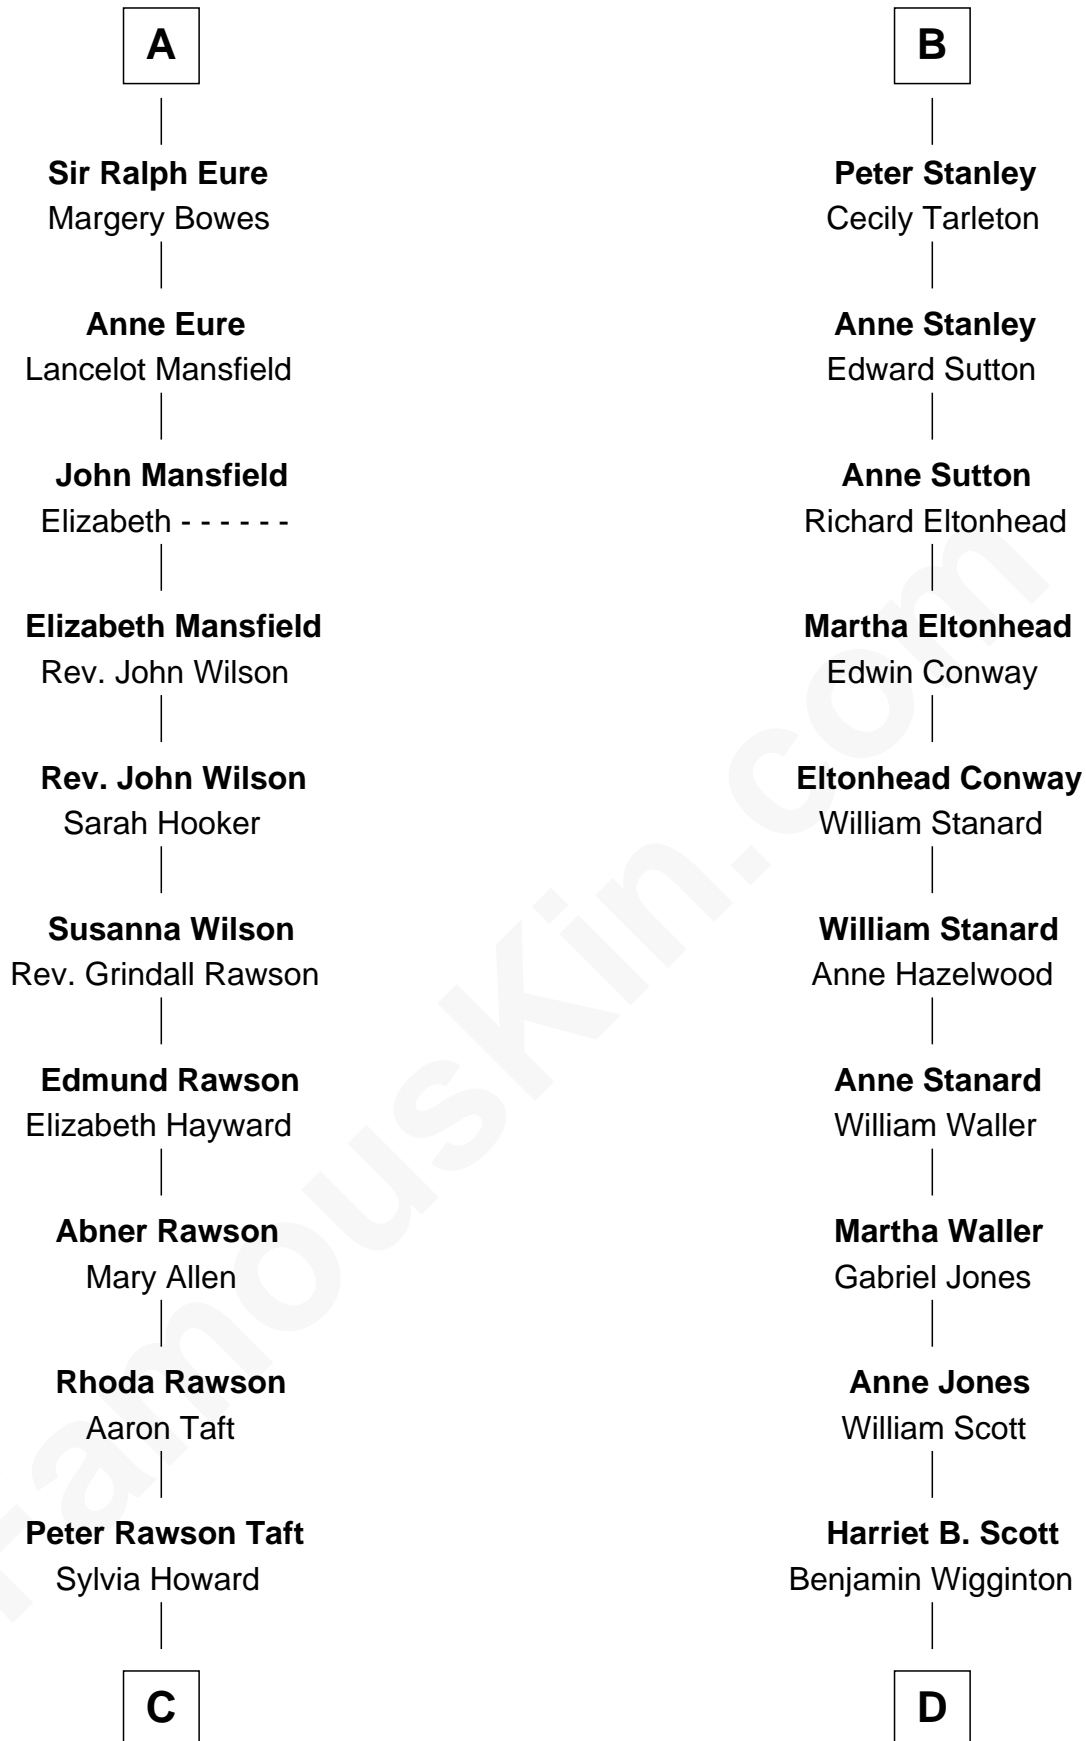 A
Sir Ralph Eure
Margery Bowes
Anne Eure
Lancelot Mansfield
John Mansfield
Elizabeth - - - - - -
Elizabeth Mansfield
Rev. John Wilson
Rev. John Wilson
Sarah Hooker
Susanna Wilson
Rev. Grindall Rawson
Edmund Rawson
Elizabeth Hayward
Abner Rawson
Mary Allen
Rhoda Rawson
Aaron Taft
Peter Rawson Taft
Sylvia Howard
C
B
Peter Stanley
Cecily Tarleton
Anne Stanley
Edward Sutton
Anne Sutton
Richard Eltonhead
Martha Eltonhead
Edwin Conway
Eltonhead Conway
William Stanard
William Stanard
Anne Hazelwood
Anne Stanard
William Waller
Martha Waller
Gabriel Jones
Anne Jones
William Scott
Harriet B. Scott
Benjamin Wigginton
D
FamousKin.com